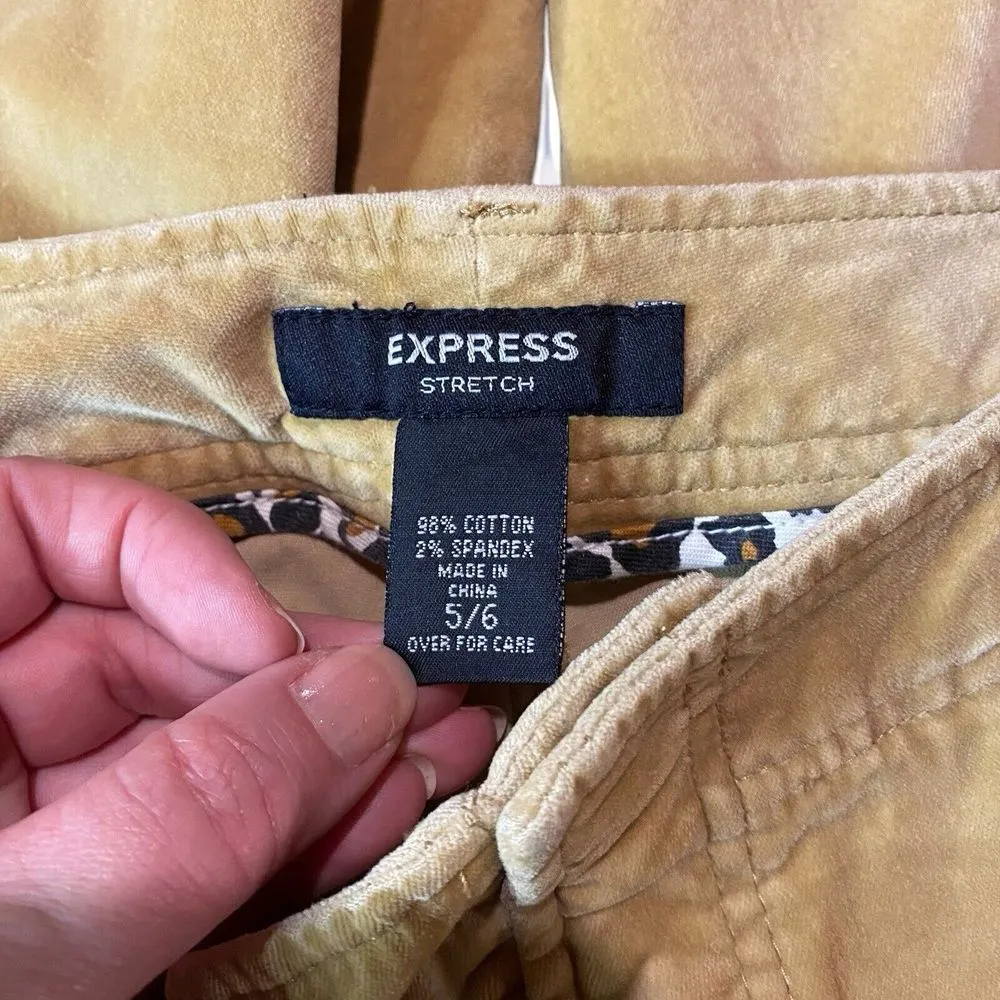 EXPRESS
STRETCH
98% COTTON
2% SPANDEX
MADE IN
CHINA
5/6
OVER FOR CARE